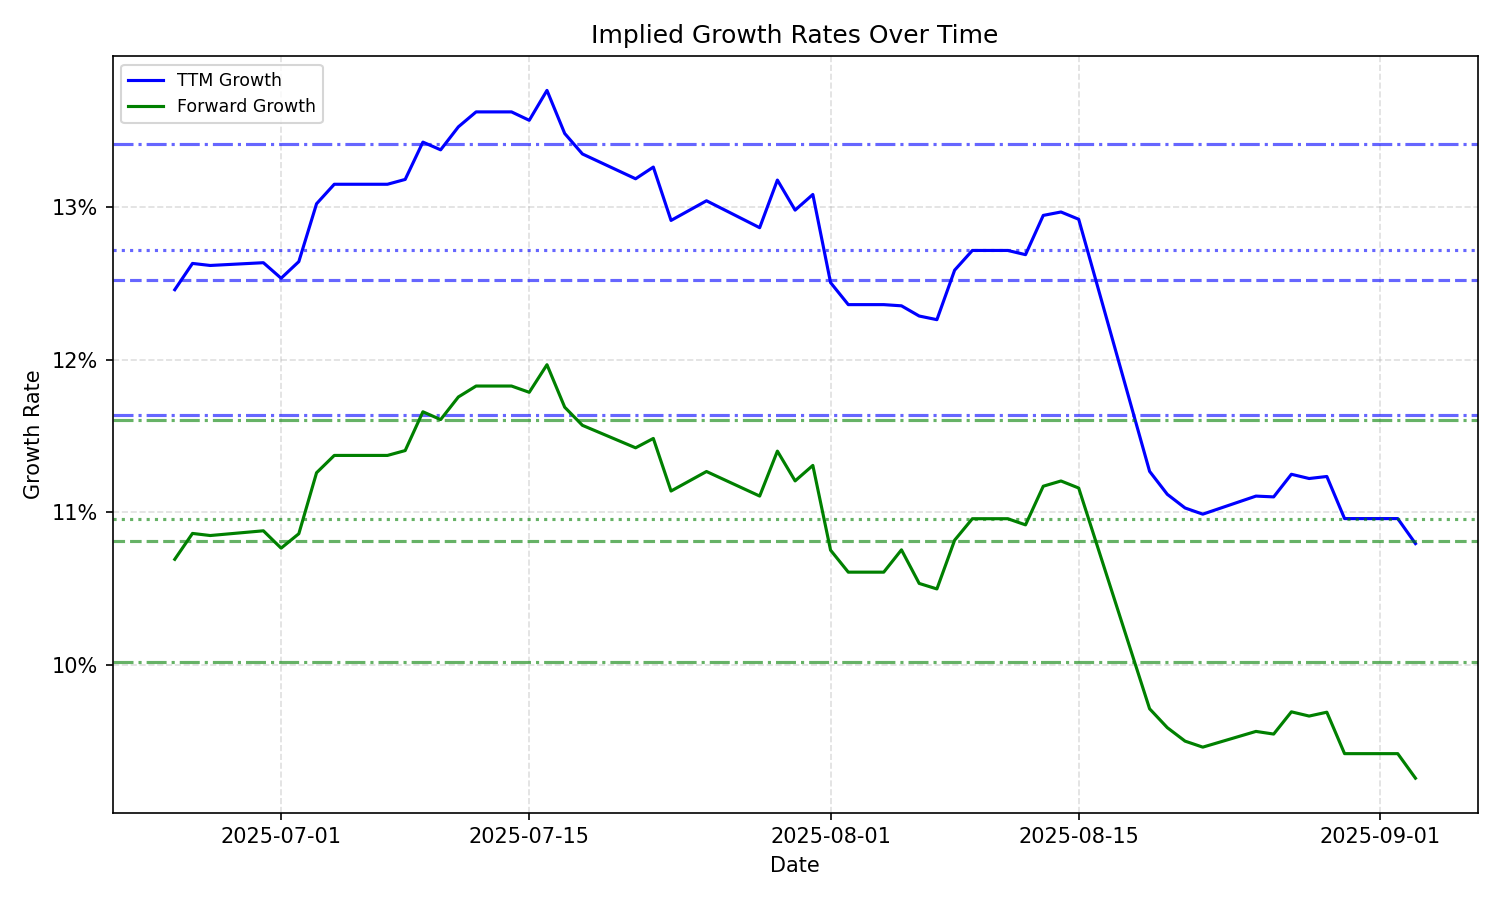 Implied Growth Rates Over Time
TTM Growth
Forward Growth
13%
12%
11%
10%
Growth Rate
2025-07-01
2025-07-15
2025-08-01
2025-08-15
2025-09-01
Date